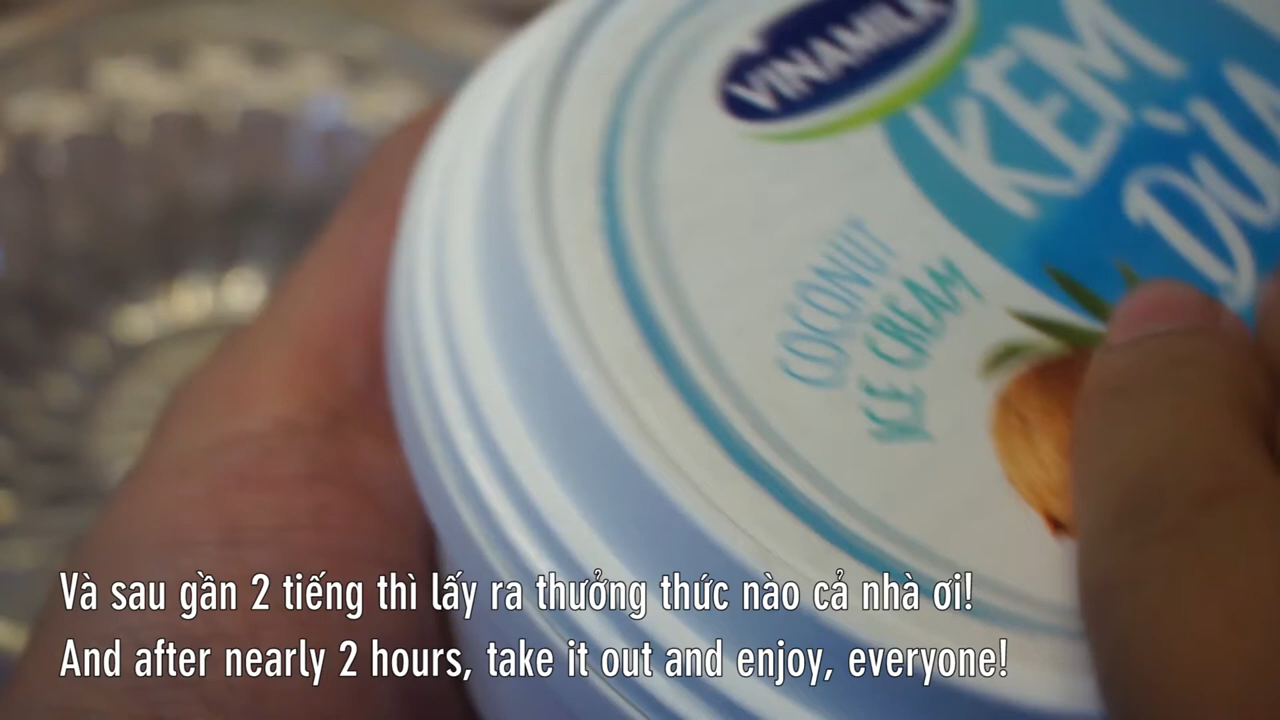 VINAMILK
KEM
DỪA
COCONUT
ICE CREAM
Và sau gần 2 tiếng thì lấy ra thưởng thức nào cả nhà ơi!
And after nearly 2 hours, take it out and enjoy, everyone!